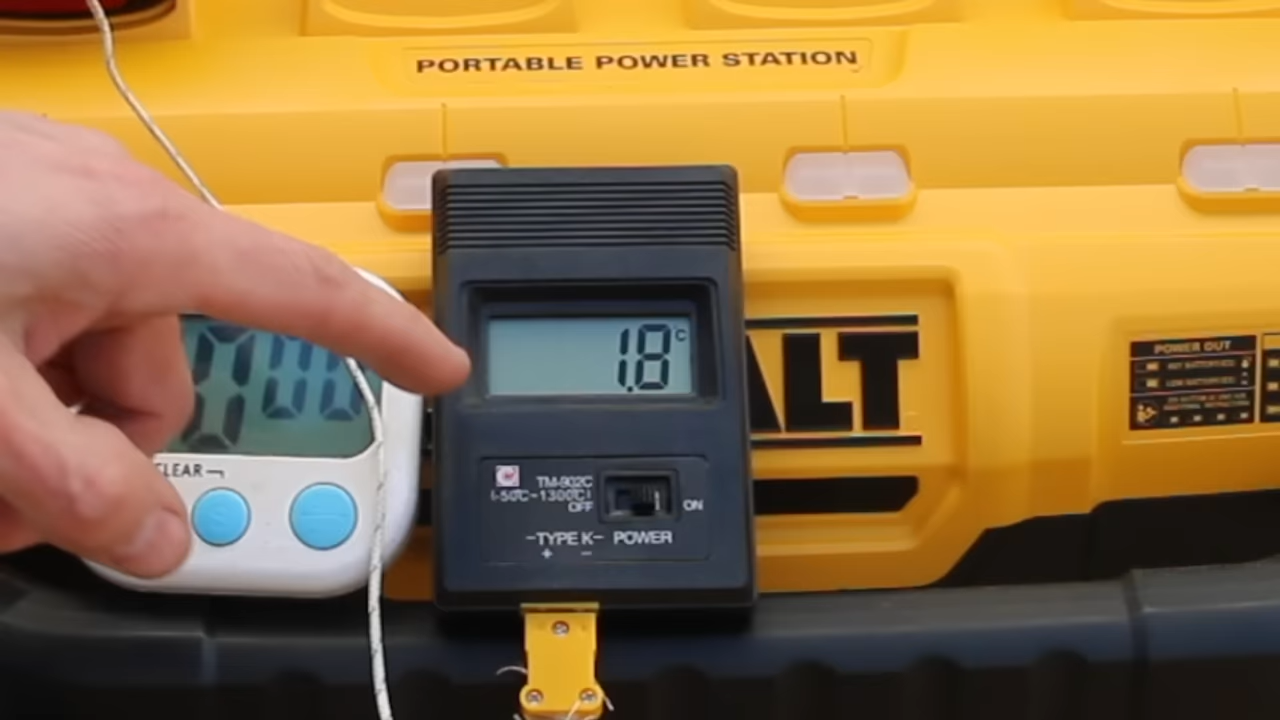 PORTABLE POWER STATION
1.8 °C
ALT
POWER OUT
CLEAR
TM-902C
(-50°C~1300°C)
OFF
ON
-TYPE K- POWER
+ -